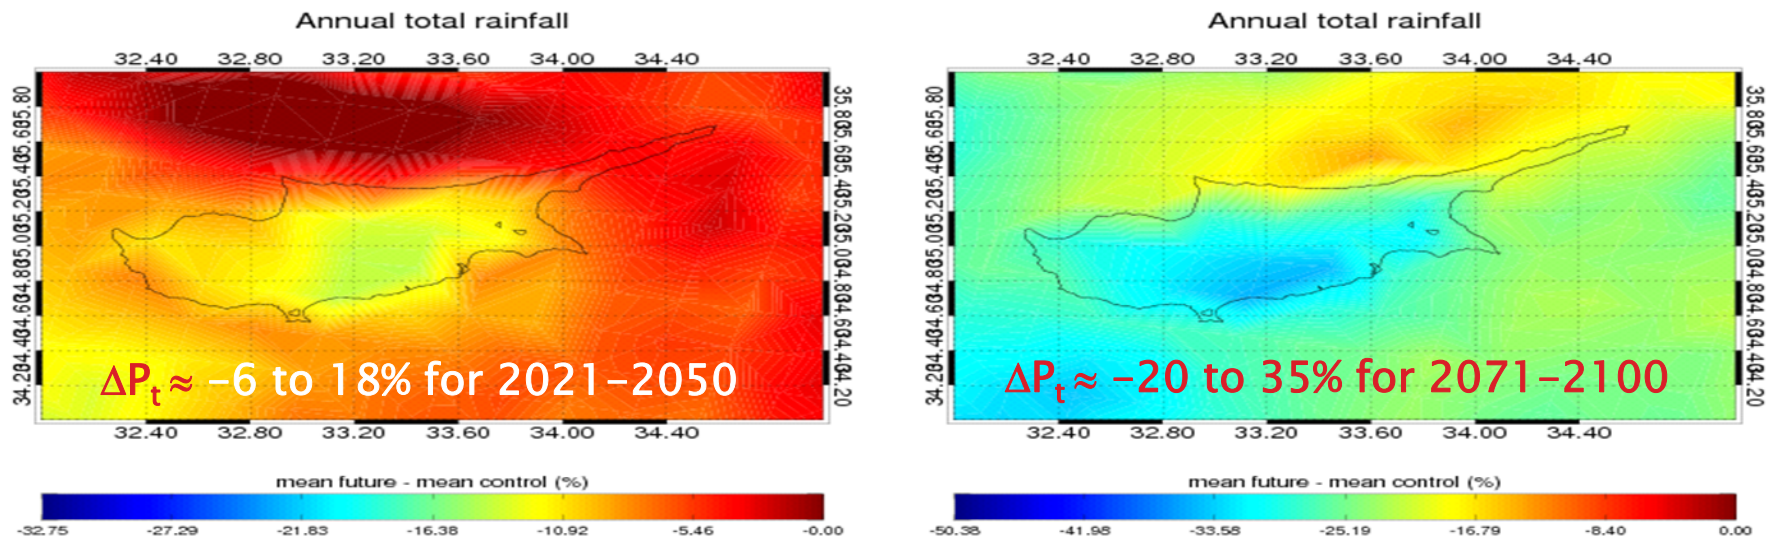 Annual total rainfall
32.40 32.80 33.20 33.60 34.00 34.40
ΔPt ≈ -6 to 18% for 2021-2050
32.40 32.80 33.20 33.60 34.00 34.40
mean future - mean control (%)
-32.75 -27.29 -21.83 -16.38 -10.92 -5.46 -0.00
Annual total rainfall
32.40 32.80 33.20 33.60 34.00 34.40
ΔPt ≈ -20 to 35% for 2071-2100
32.40 32.80 33.20 33.60 34.00 34.40
mean future - mean control (%)
-50.38 -41.98 -33.58 -25.19 -16.79 -8.40 0.00